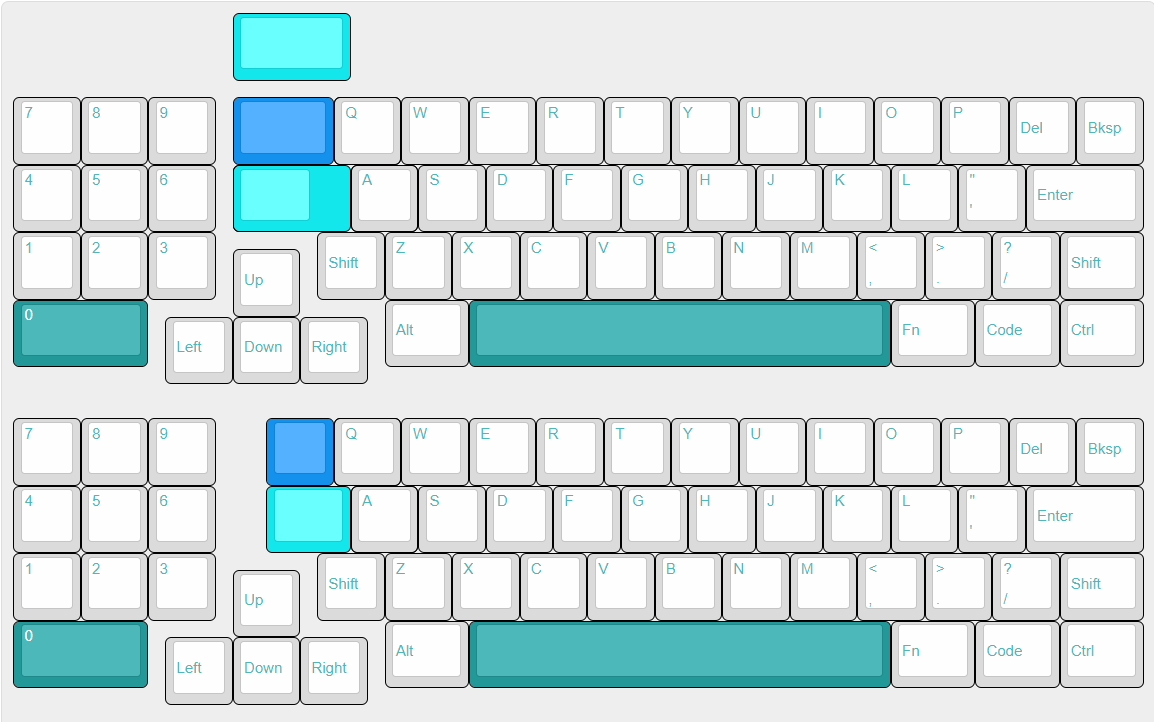 7 8 9 Q W E R T Y U I O P Del Bksp
4 5 6 A S D F G H J K L " ' Enter
1 2 3 Up Shift Z X C V B N M < , > . ? / Shift
0 Left Down Right Alt Fn Code Ctrl
7 8 9 Q W E R T Y U I O P Del Bksp
4 5 6 A S D F G H J K L " ' Enter
1 2 3 Up Shift Z X C V B N M < , > . ? / Shift
0 Left Down Right Alt Fn Code Ctrl